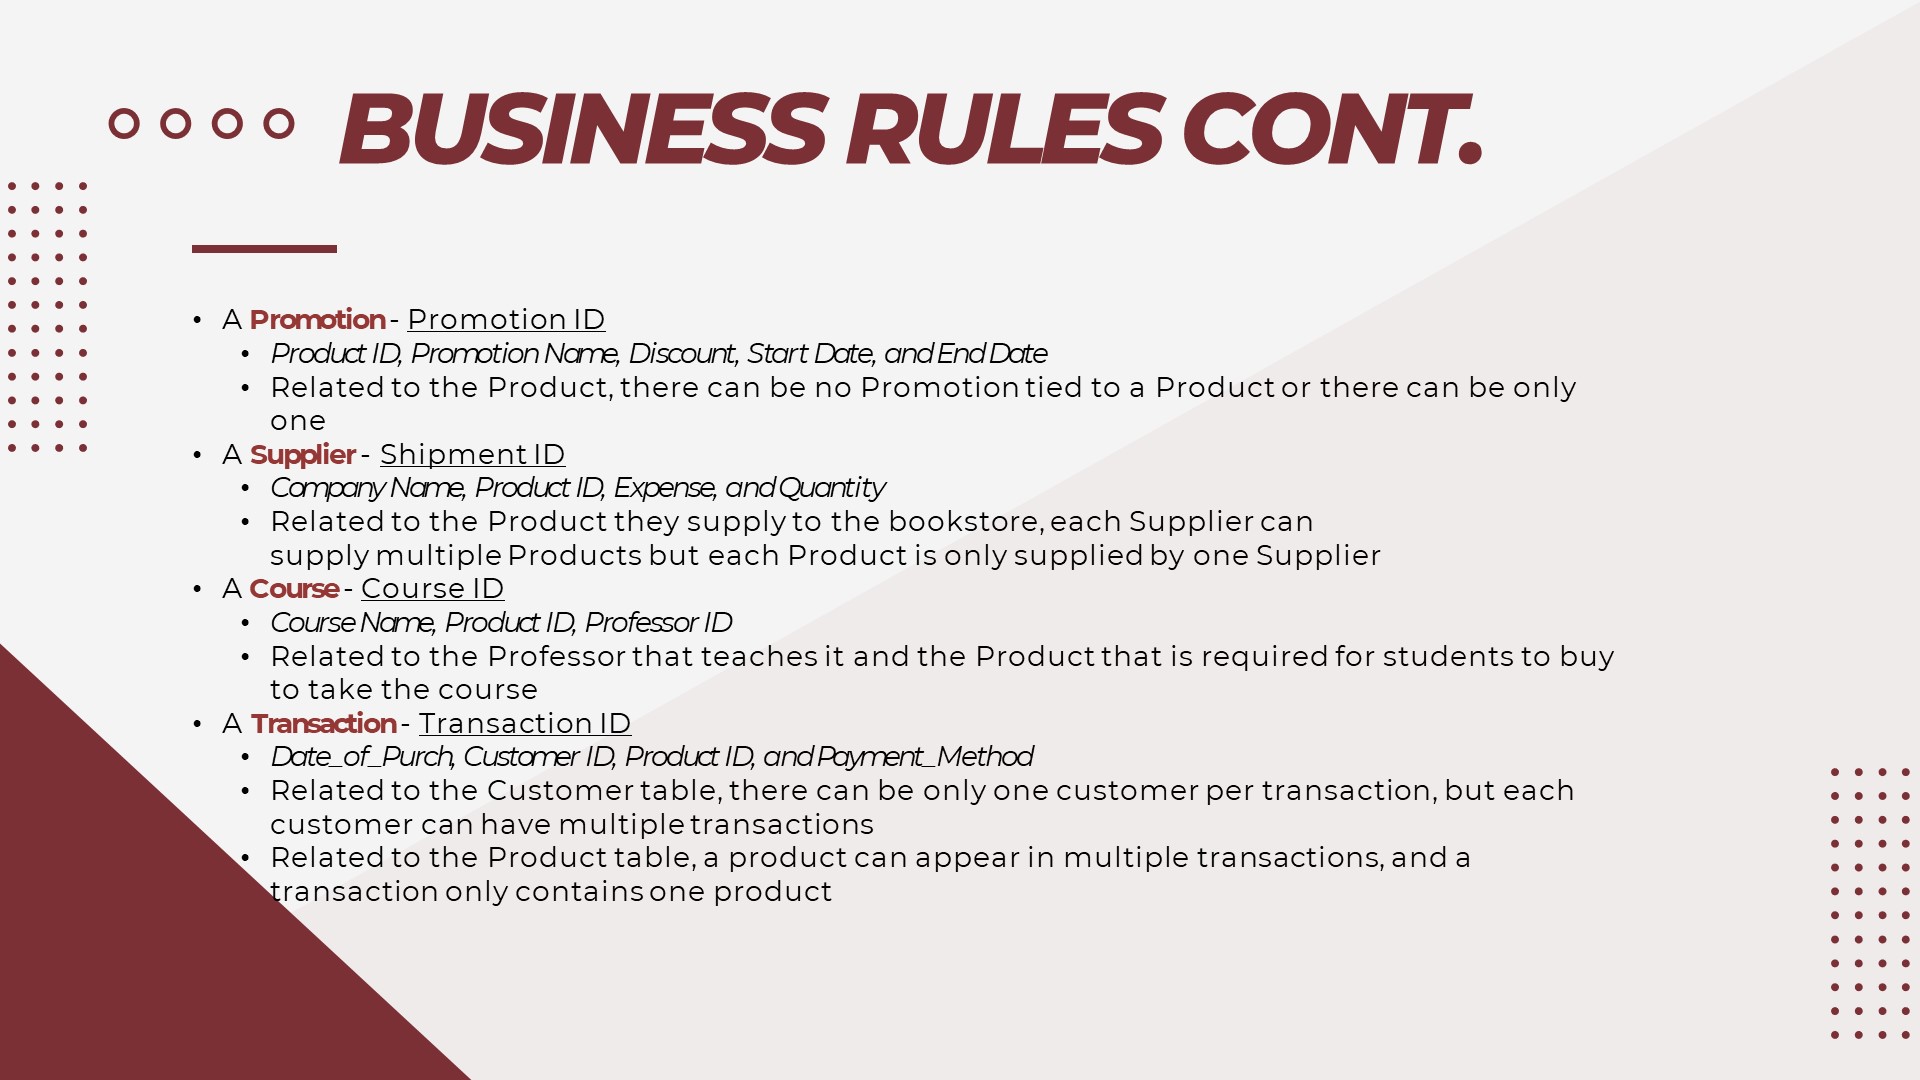 BUSINESS RULES CONT.
• A Promotion - Promotion ID
• Product ID, Promotion Name, Discount, Start Date, and End Date
• Related to the Product, there can be no Promotion tied to a Product or there can be only
one
• A Supplier - Shipment ID
• Company Name, Product ID, Expense, and Quantity
• Related to the Product they supply to the bookstore, each Supplier can
supply multiple Products but each Product is only supplied by one Supplier
• A Course - Course ID
• Course Name, Product ID, Professor ID
• Related to the Professor that teaches it and the Product that is required for students to buy
to take the course
• A Transaction - Transaction ID
• Date_of_Purch, Customer ID, Product ID, and Payment_Method
• Related to the Customer table, there can be only one customer per transaction, but each
customer can have multiple transactions
• Related to the Product table, a product can appear in multiple transactions, and a
transaction only contains one product